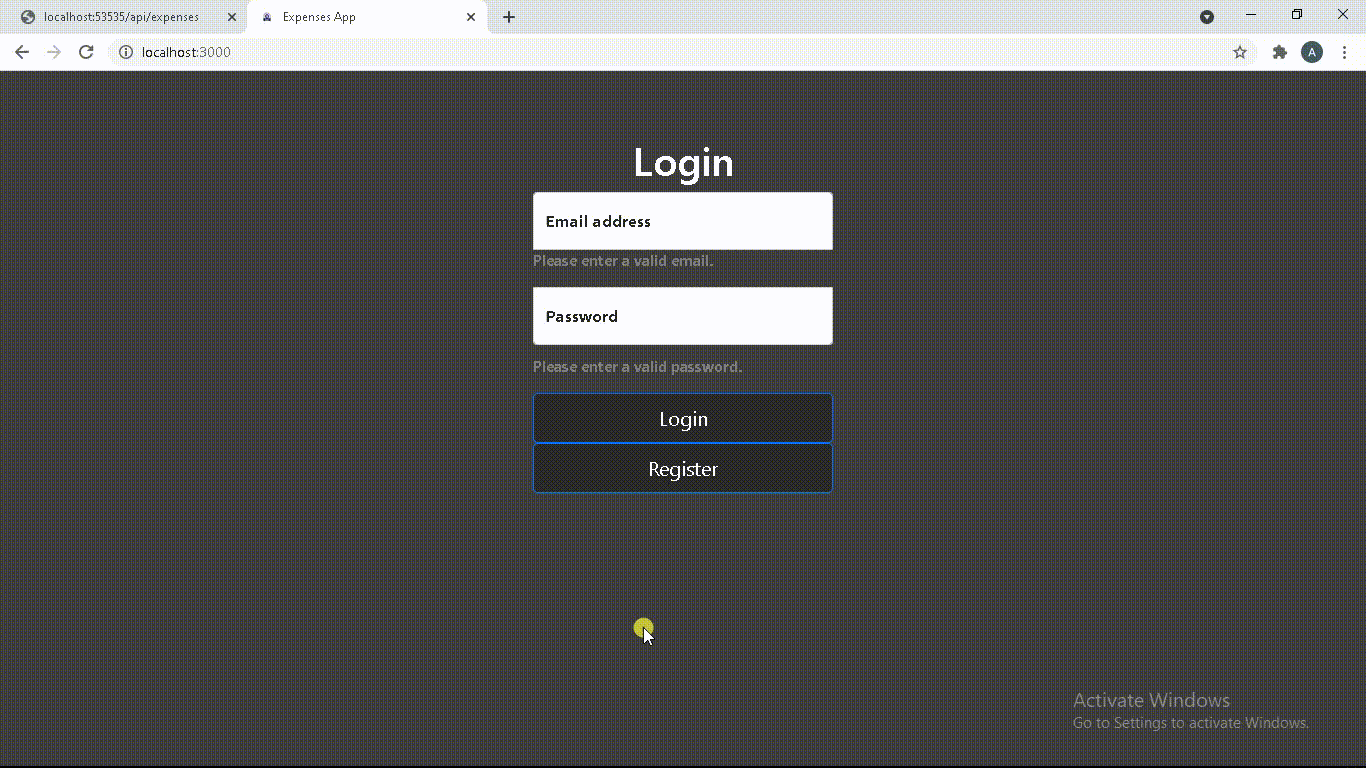 localhost:53535/api/expenses
Expenses App
localhost:3000
A
Login
Email address
Please enter a valid email.
Password
Please enter a valid password.
Login
Register
Activate Windows
Go to Settings to activate Windows.